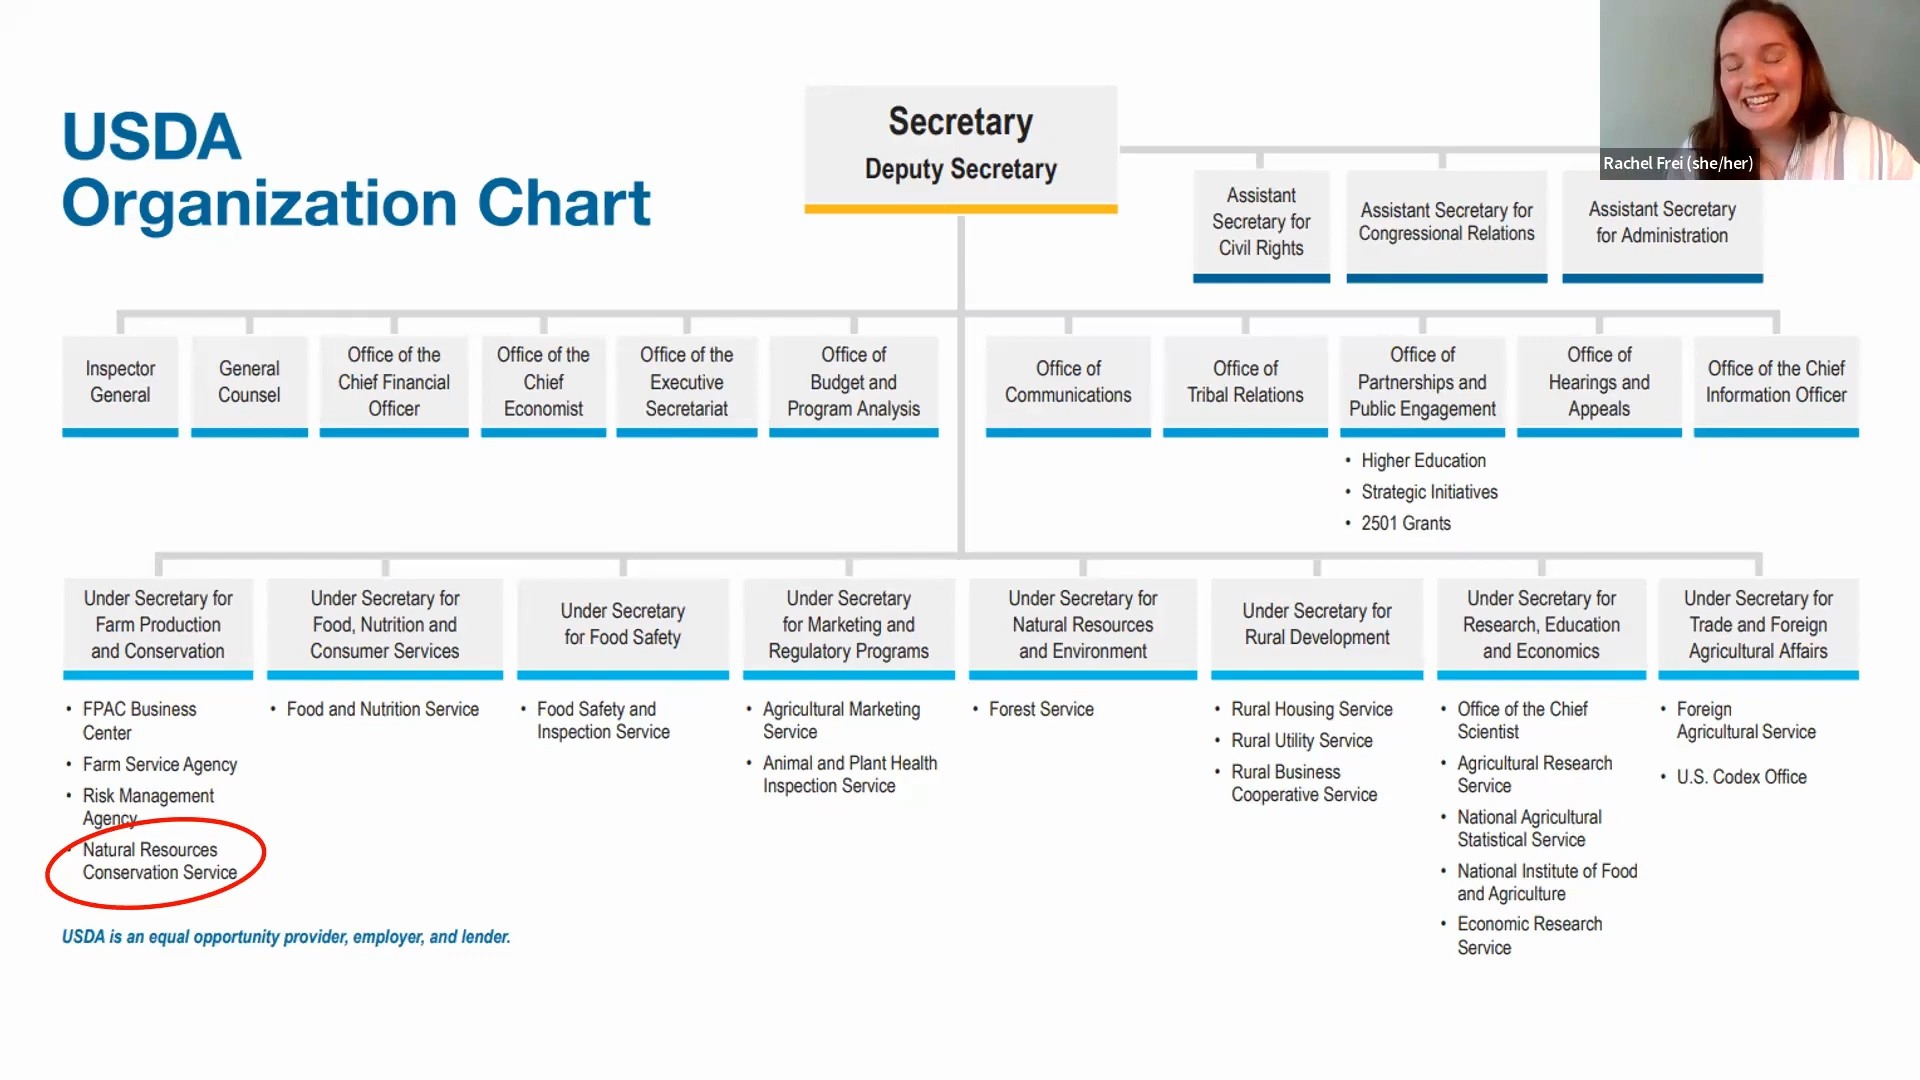 USDA
Organization Chart
Secretary
Deputy Secretary
Rachel Frei (she/her)
Assistant
Secretary for
Civil Rights
Assistant Secretary for
Congressional Relations
Assistant Secretary
for Administration
Inspector
General
General
Counsel
Office of the
Chief Financial
Officer
Office of the
Chief
Economist
Office of the
Executive
Secretariat
Office of
Budget and
Program Analysis
Office of
Communications
Office of
Tribal Relations
Office of
Partnerships and
Public Engagement
Office of
Hearings and
Appeals
Office of the Chief
Information Officer
• Higher Education
• Strategic Initiatives
• 2501 Grants
Under Secretary for
Farm Production
and Conservation
• FPAC Business
Center
• Farm Service Agency
• Risk Management
Agency
• Natural Resources
Conservation Service
Under Secretary for
Food, Nutrition and
Consumer Services
• Food and Nutrition Service
Under Secretary
for Food Safety
• Food Safety and
Inspection Service
Under Secretary
for Marketing and
Regulatory Programs
• Agricultural Marketing
Service
• Animal and Plant Health
Inspection Service
Under Secretary for
Natural Resources
and Environment
• Forest Service
Under Secretary for
Rural Development
• Rural Housing Service
• Rural Utility Service
• Rural Business
Cooperative Service
Under Secretary for
Research, Education
and Economics
• Office of the Chief
Scientist
• Agricultural Research
Service
• National Agricultural
Statistical Service
• National Institute of Food
and Agriculture
• Economic Research
Service
Under Secretary for
Trade and Foreign
Agricultural Affairs
• Foreign
Agricultural Service
• U.S. Codex Office
USDA is an equal opportunity provider, employer, and lender.